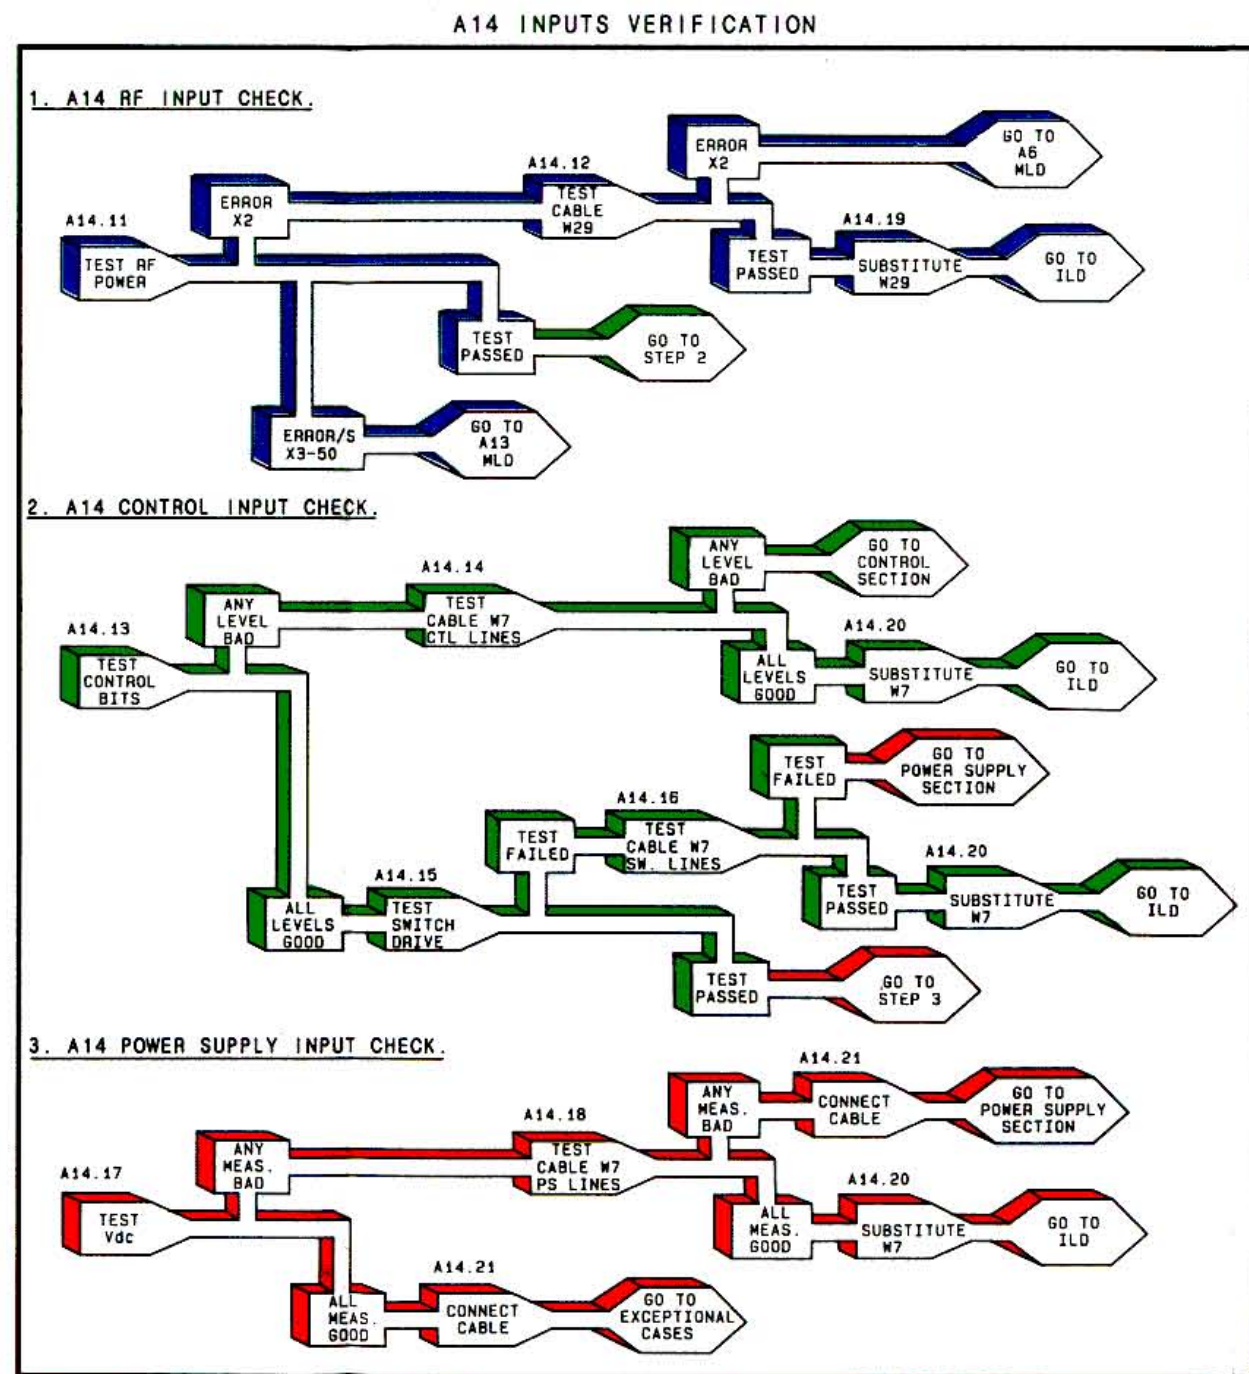 A14 INPUTS VERIFICATION
1. A14 RF INPUT CHECK.
A14.11
TEST RF
POWER
ERROR
X2
A14.12
TEST
CABLE
W29
ERROR
X2
GO TO
A6
MLD
TEST
PASSED
A14.19
SUBSTITUTE
W29
GO TO
ILD
TEST
PASSED
GO TO
STEP 2
ERROR/S
X3-50
GO TO
A13
MLD
2. A14 CONTROL INPUT CHECK.
A14.13
TEST
CONTROL
BITS
ANY
LEVEL
BAD
A14.14
TEST
CABLE W7
CTL LINES
ANY
LEVEL
BAD
GO TO
CONTROL
SECTION
ALL
LEVELS
GOOD
A14.20
SUBSTITUTE
W7
GO TO
ILD
ALL
LEVELS
GOOD
A14.15
TEST
SWITCH
DRIVE
TEST
FAILED
A14.16
TEST
CABLE W7
SW. LINES
TEST
FAILED
GO TO
POWER SUPPLY
SECTION
TEST
PASSED
A14.20
SUBSTITUTE
W7
GO TO
ILD
TEST
PASSED
GO TO
STEP 3
3. A14 POWER SUPPLY INPUT CHECK.
A14.17
TEST
Vdc
ANY
MEAS.
BAD
A14.18
TEST
CABLE W7
PS LINES
ANY
MEAS.
BAD
A14.21
CONNECT
CABLE
GO TO
POWER SUPPLY
SECTION
ALL
MEAS.
GOOD
A14.20
SUBSTITUTE
W7
GO TO
ILD
ALL
MEAS.
GOOD
A14.21
CONNECT
CABLE
GO TO
EXCEPTIONAL
CASES